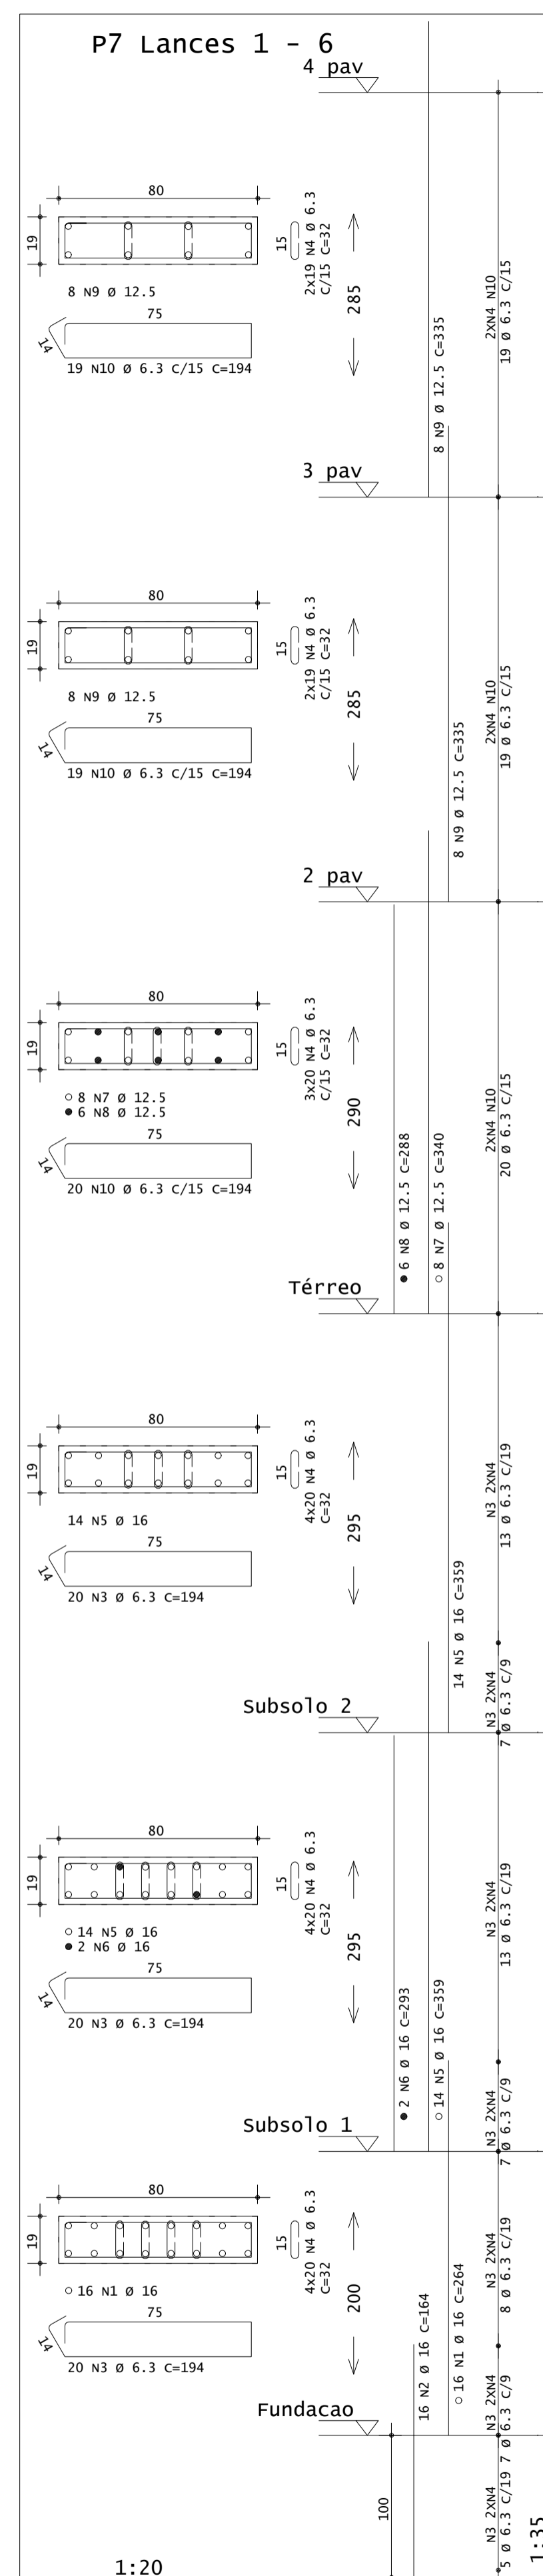 P7 Lances 1 - 6
4 pav
80
19
8 N9 Ø 12.5
75
14
19 N10 Ø 6.3 C/15 C=194
15
2x19 N4 Ø 6.3
C/15 C=32
285
8 N9 Ø 12.5 C=335
2XN4 N10
19 Ø 6.3 C/15
3 pav
80
19
8 N9 Ø 12.5
75
14
19 N10 Ø 6.3 C/15 C=194
15
2x19 N4 Ø 6.3
C/15 C=32
285
8 N9 Ø 12.5 C=335
2XN4 N10
19 Ø 6.3 C/15
2 pav
80
19
8 N7 Ø 12.5
6 N8 Ø 12.5
75
14
20 N10 Ø 6.3 C/15 C=194
15
3x20 N4 Ø 6.3
C/15 C=32
290
6 N8 Ø 12.5 C=288
8 N7 Ø 12.5 C=340
2XN4 N10
20 Ø 6.3 C/15
Térreo
80
19
14 N5 Ø 16
75
14
20 N3 Ø 6.3 C=194
15
4x20 N4 Ø 6.3
C=32
295
14 N5 Ø 16 C=359
N3 2XN4
13 Ø 6.3 C/19
N3 2XN4
7 Ø 6.3 C/9
Subsolo 2
80
19
14 N5 Ø 16
2 N6 Ø 16
75
14
20 N3 Ø 6.3 C=194
15
4x20 N4 Ø 6.3
C=32
295
2 N6 Ø 16 C=293
14 N5 Ø 16 C=359
N3 2XN4
13 Ø 6.3 C/19
N3 2XN4
7 Ø 6.3 C/9
Subsolo 1
80
19
16 N1 Ø 16
75
14
20 N3 Ø 6.3 C=194
15
4x20 N4 Ø 6.3
C=32
200
16 N2 Ø 16 C=164
16 N1 Ø 16 C=264
N3 2XN4
8 Ø 6.3 C/19
N3 2XN4
7 Ø 6.3 C/9
Fundacao
100
N3 2XN4
5 Ø 6.3 C/19
1:20
1:35